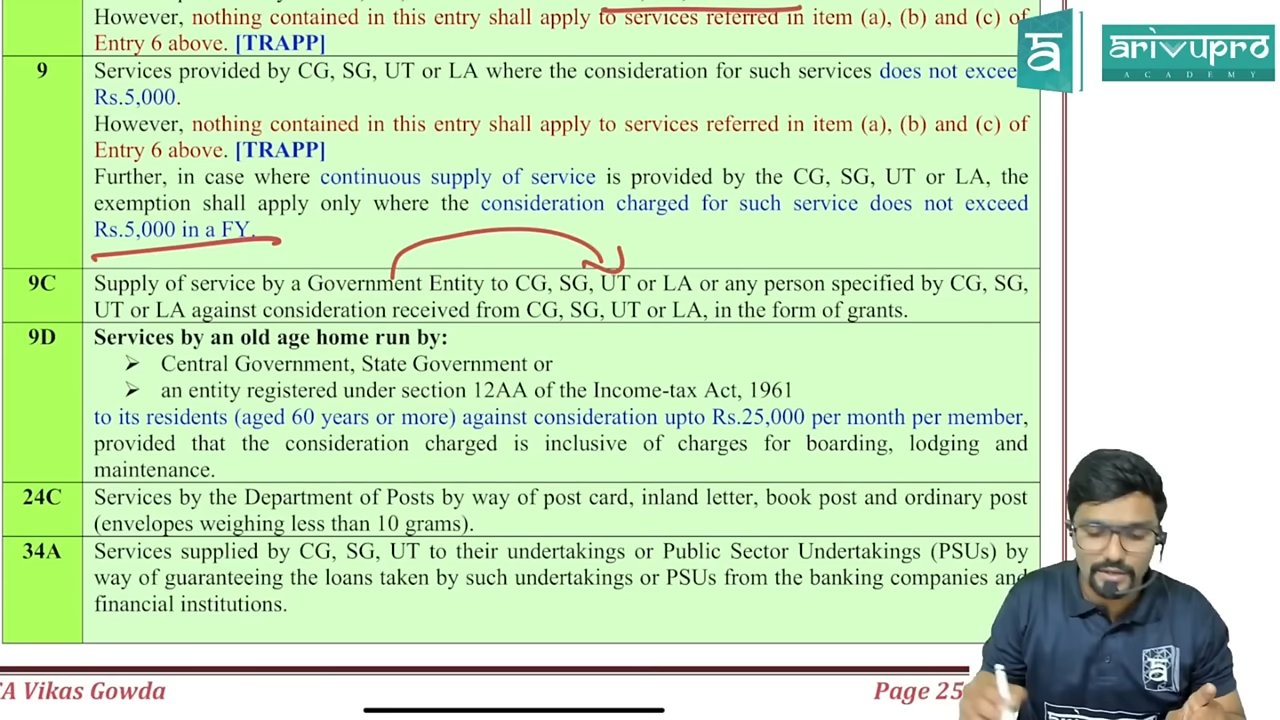 However, nothing contained in this entry shall apply to services referred in item (a), (b) and (c) of
Entry 6 above. [TRAPP]
9
Services provided by CG, SG, UT or LA where the consideration for such services does not excee
Rs.5,000.
However, nothing contained in this entry shall apply to services referred in item (a), (b) and (c) of
Entry 6 above. [TRAPP]
Further, in case where continuous supply of service is provided by the CG, SG, UT or LA, the
exemption shall apply only where the consideration charged for such service does not exceed
Rs.5,000 in a FY.
9C
Supply of service by a Government Entity to CG, SG, UT or LA or any person specified by CG, SG,
UT or LA against consideration received from CG, SG, UT or LA, in the form of grants.
9D
Services by an old age home run by:
➢ Central Government, State Government or
➢ an entity registered under section 12AA of the Income-tax Act, 1961
to its residents (aged 60 years or more) against consideration upto Rs.25,000 per month per member,
provided that the consideration charged is inclusive of charges for boarding, lodging and
maintenance.
24C
Services by the Department of Posts by way of post card, inland letter, book post and ordinary post
(envelopes weighing less than 10 grams).
34A
Services supplied by CG, SG, UT to their undertakings or Public Sector Undertakings (PSUs) by
way of guaranteeing the loans taken by such undertakings or PSUs from the banking companies and
financial institutions.
CA Vikas Gowda
Page 25
arivupro
ACADEMY